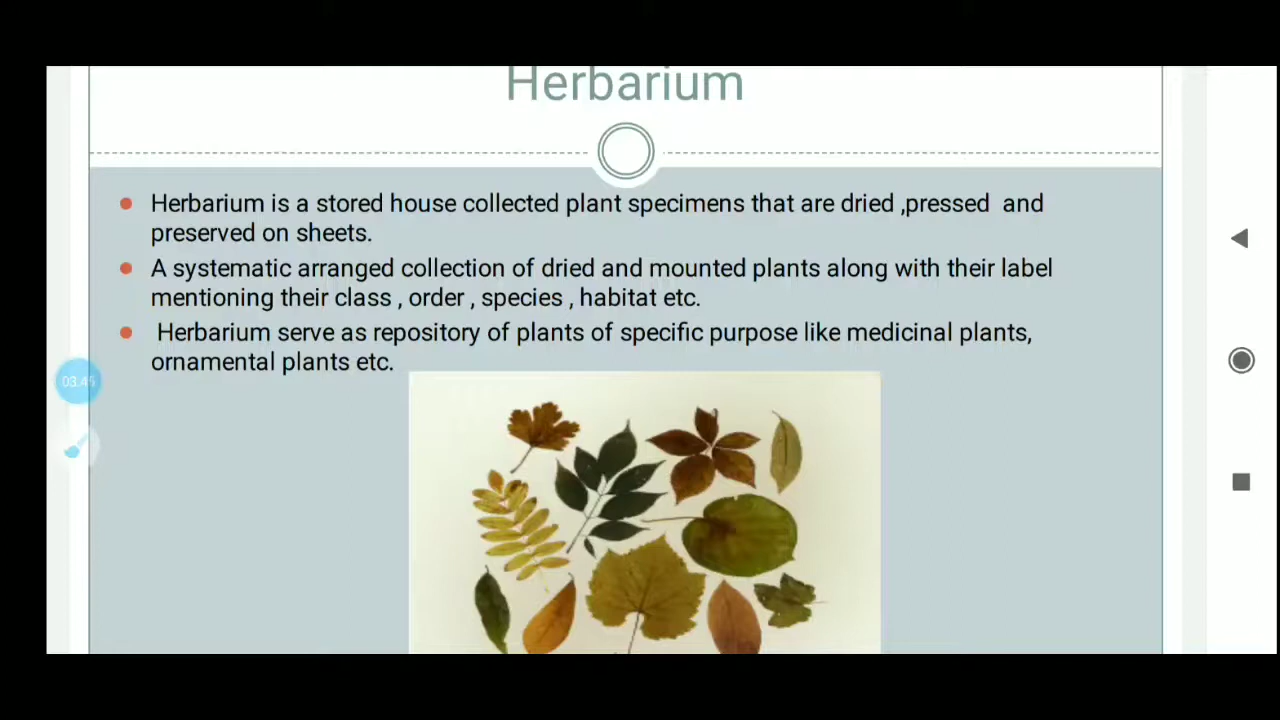 Herbarium
Herbarium is a stored house collected plant specimens that are dried ,pressed and
preserved on sheets.
A systematic arranged collection of dried and mounted plants along with their label
mentioning their class , order , species , habitat etc.
Herbarium serve as repository of plants of specific purpose like medicinal plants,
ornamental plants etc.